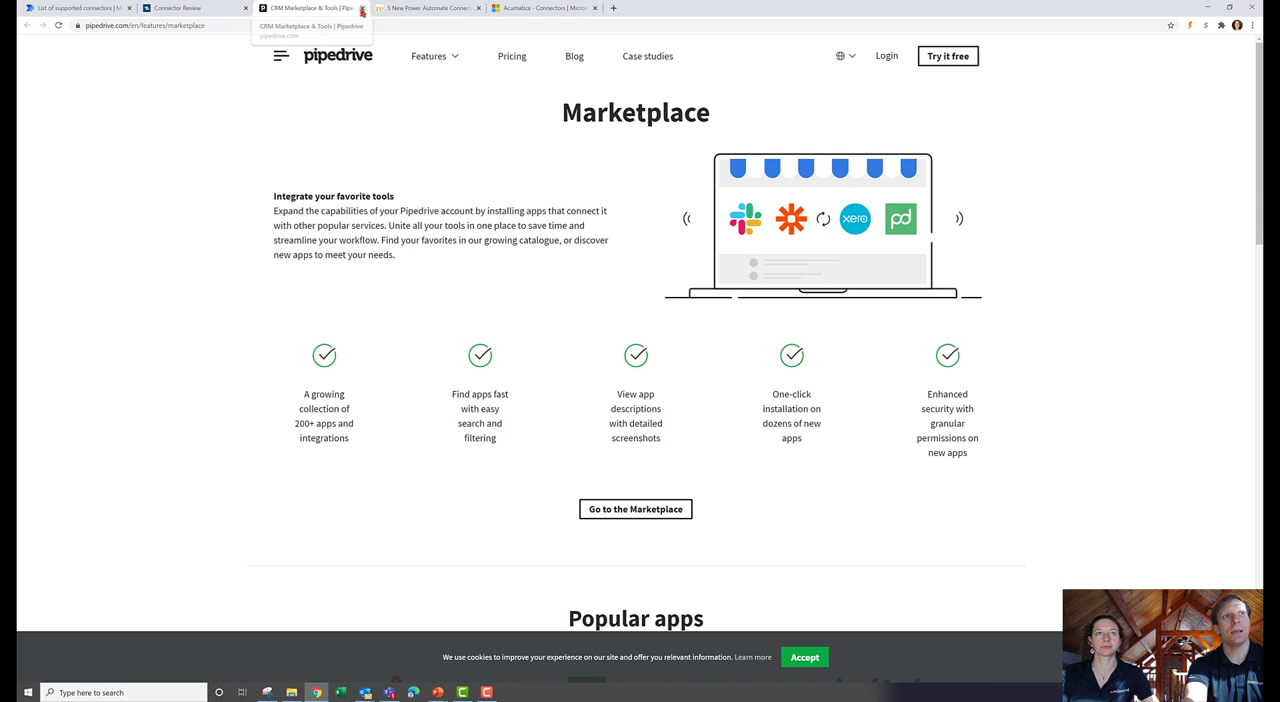 List of supported connectors | M
Connector Review
CRM Marketplace & Tools | Pipe
5 New Power Automate Connec
Acumatica - Connectors | Micros
pipedrive.com/en/features/marketplace
CRM Marketplace & Tools | Pipedrive
pipedrive.com
pipedrive
Features
Pricing
Blog
Case studies
Login
Try it free
Marketplace
Integrate your favorite tools
Expand the capabilities of your Pipedrive account by installing apps that connect it
with other popular services. Unite all your tools in one place to save time and
streamline your workflow. Find your favorites in our growing catalogue, or discover
new apps to meet your needs.
xero
pd
A growing
collection of
200+ apps and
integrations
Find apps fast
with easy
search and
filtering
View app
descriptions
with detailed
screenshots
One-click
installation on
dozens of new
apps
Enhanced
security with
granular
permissions on
new apps
Go to the Marketplace
Popular apps
We use cookies to improve your experience on our site and offer you relevant information. Learn more
Accept
Type here to search